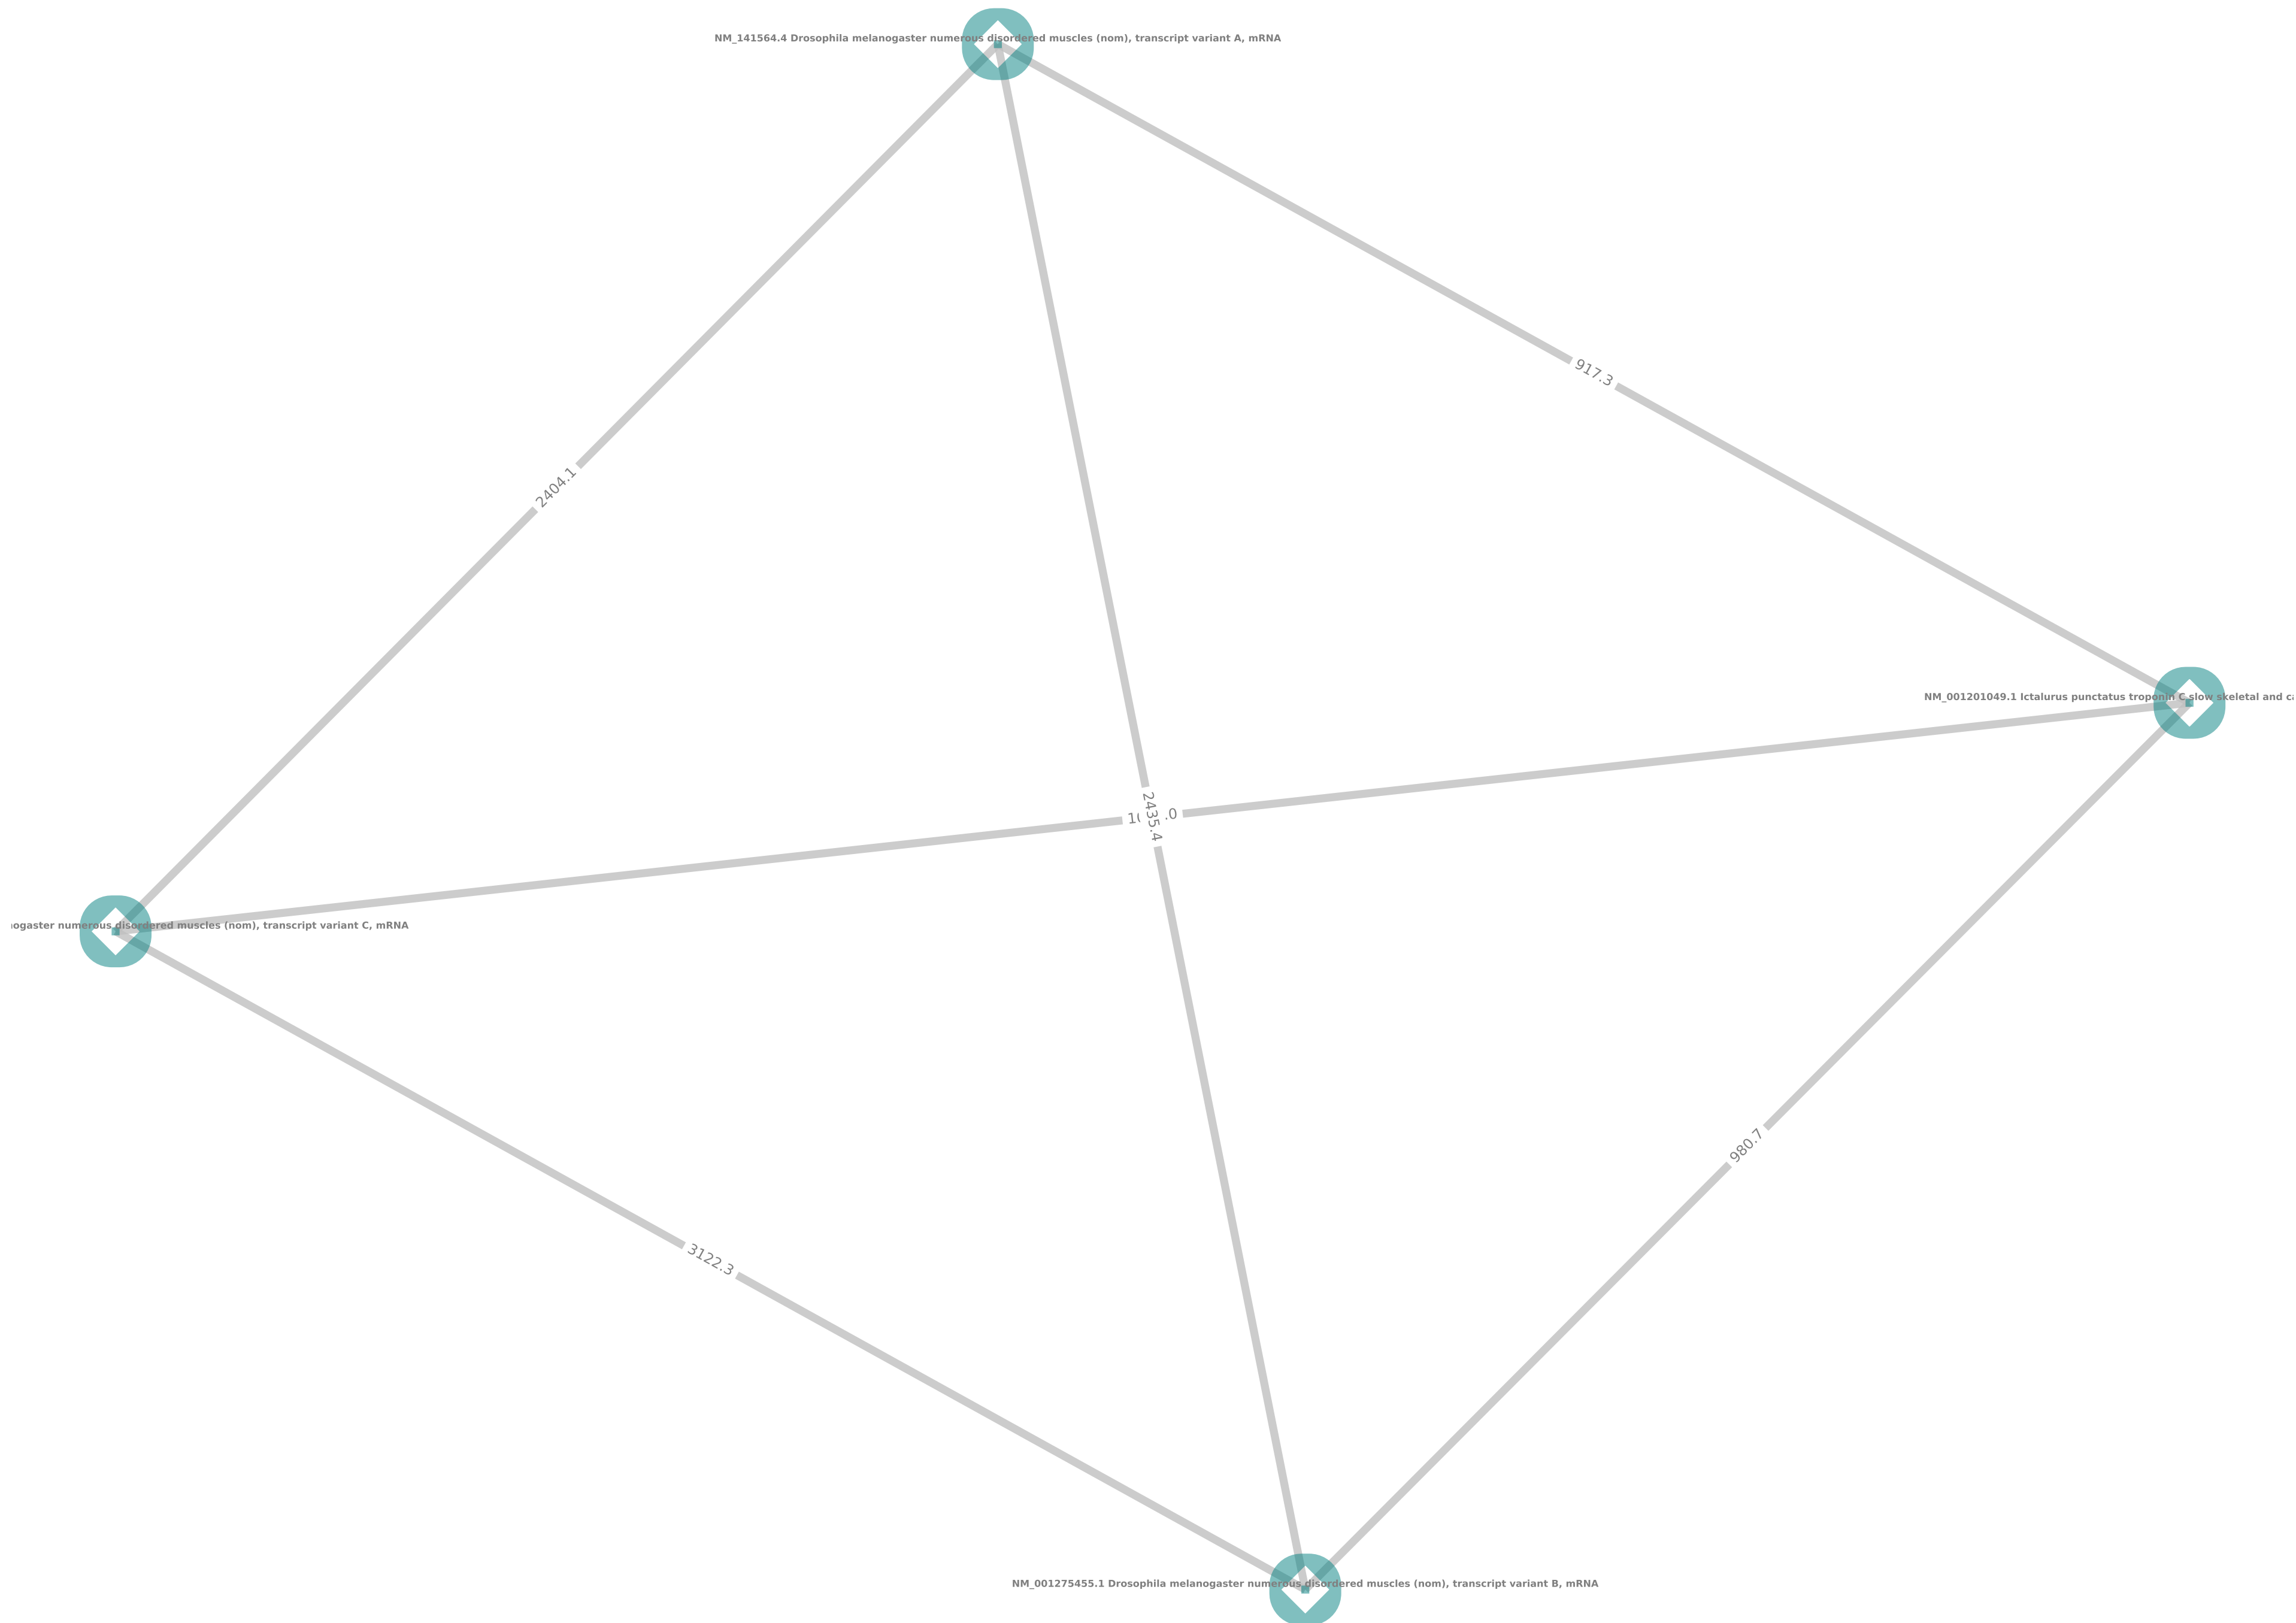 NM_141564.4 Drosophila melanogaster numerous disordered muscles (nom), transcript variant A, mRNA
917.3
2404.1
NM_001201049.1 Ictalurus punctatus troponin C slow skeletal and
2435.4
numerous disordered muscles (nom), transcript variant C, mRNA
980.7
3122.3
NM_001275455.1 Drosophila melanogaster numerous disordered muscles (nom), transcript variant B, mRNA